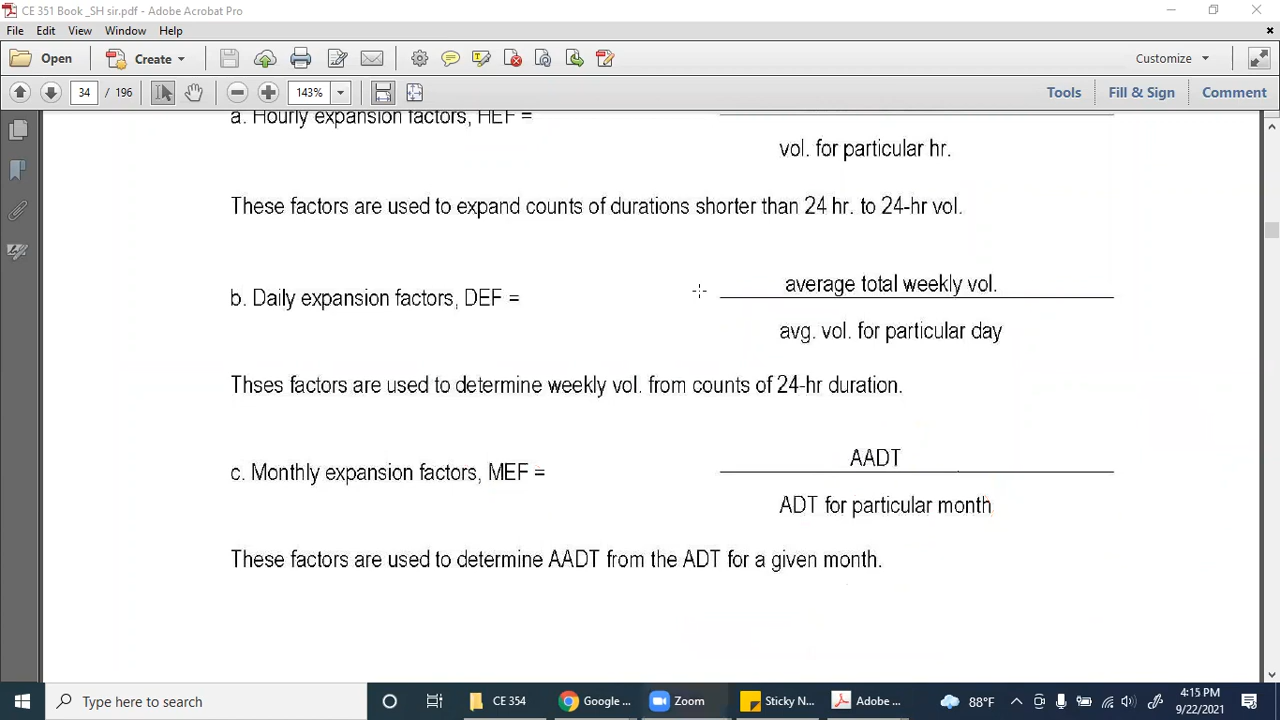 CE 351 Book _SH sir.pdf - Adobe Acrobat Pro
File Edit View Window Help
Open Create Customize
34 / 196 143% Tools Fill & Sign Comment
a. Hourly expansion factors, HEF =
vol. for particular hr.
These factors are used to expand counts of durations shorter than 24 hr. to 24-hr vol.
average total weekly vol.
b. Daily expansion factors, DEF =
avg. vol. for particular day
Thses factors are used to determine weekly vol. from counts of 24-hr duration.
AADT
c. Monthly expansion factors, MEF =
ADT for particular month
These factors are used to determine AADT from the ADT for a given month.
Type here to search CE 354 Google ... Zoom Sticky N... Adobe ... 88°F 4:15 PM
9/22/2021